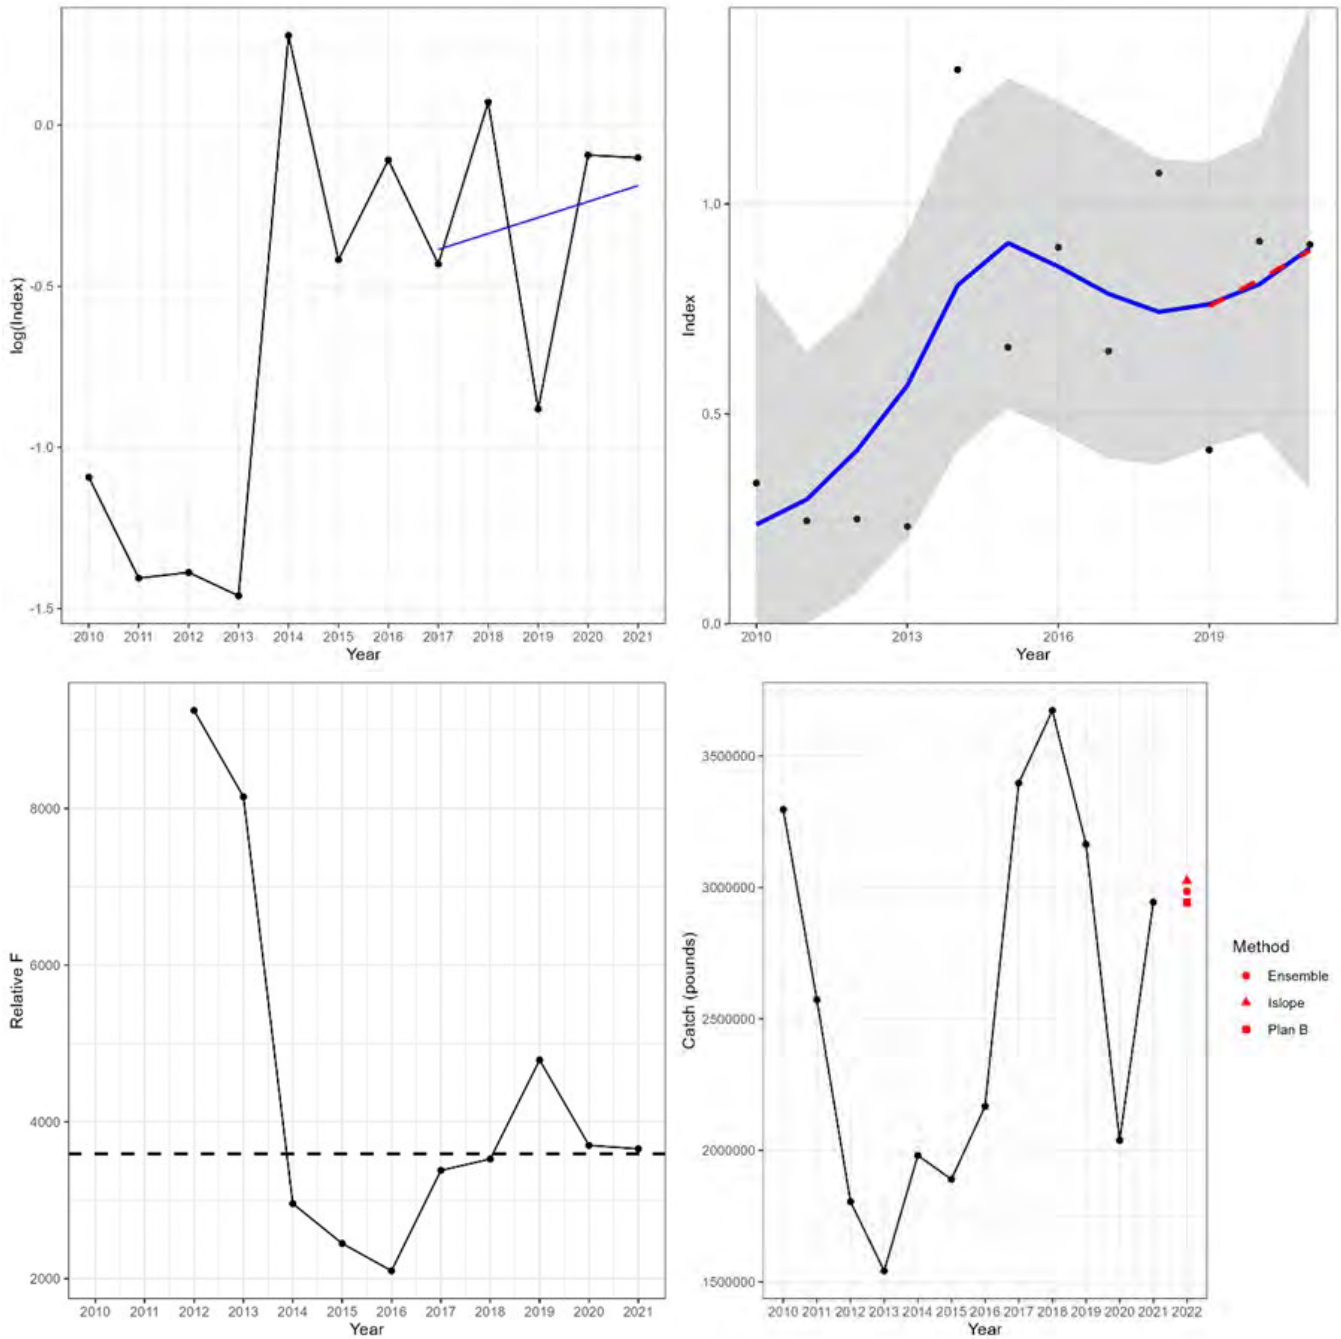 0.0
-0.5
-1.0
-1.5
log(Index)
2010 2011 2012 2013 2014 2015 2016 2017 2018 2019 2020 2021
Year
1.0
0.5
0.0
Index
2010 2013 2016 2019
Year
8000
6000
4000
2000
Relative F
2010 2011 2012 2013 2014 2015 2016 2017 2018 2019 2020 2021
Year
3500000
3000000
2500000
2000000
1500000
Catch (pounds)
2010 2011 2012 2013 2014 2015 2016 2017 2018 2019 2020 2021 2022
Year
Method
Ensemble
Islope
Plan B